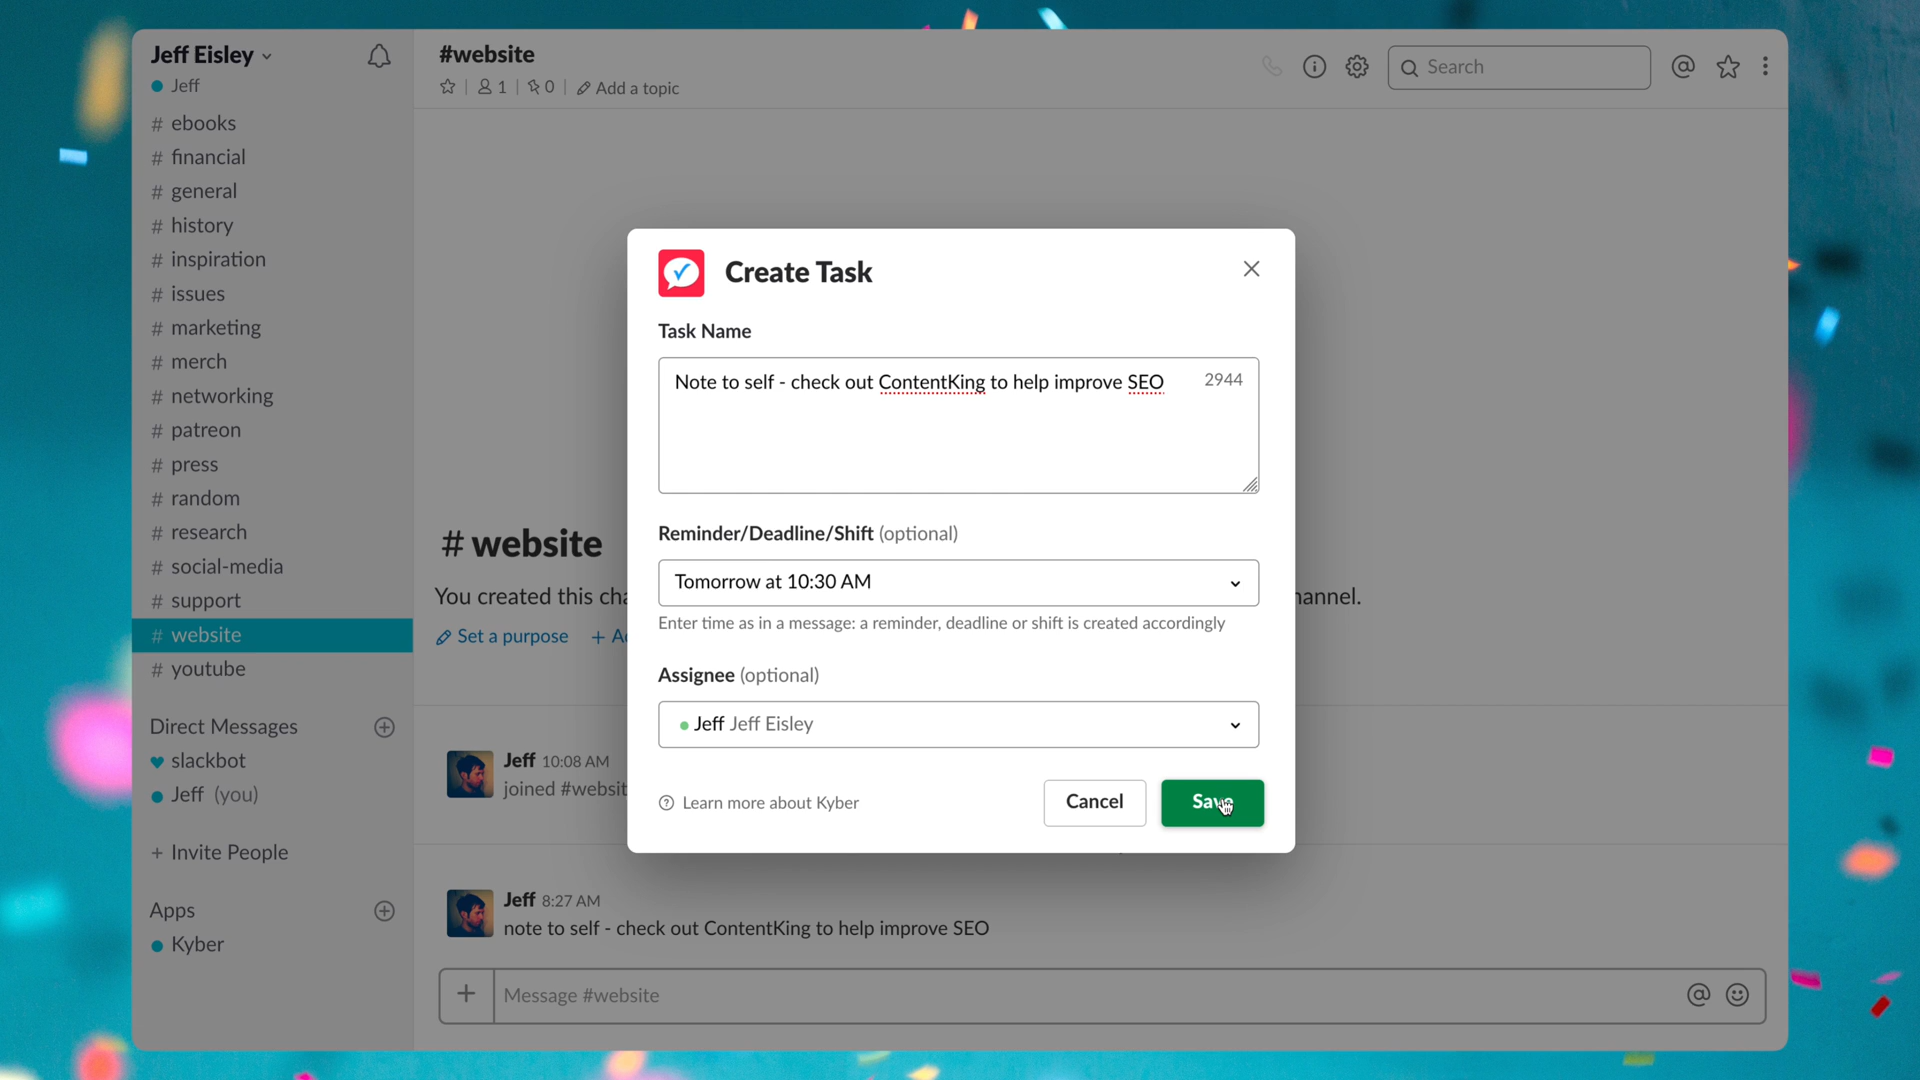 Jeff Eisley
Jeff
# ebooks
# financial
# general
# history
# inspiration
# issues
# marketing
# merch
# networking
# patreon
# press
# random
# research
# social-media
# support
# website
# youtube
Direct Messages
slackbot
Jeff (you)
+ Invite People
Apps
Kyber
#website
1 | 0 | Add a topic
Search
# website
You created this cha
hannel.
Set a purpose
Jeff 10:08 AM
joined #websit
Jeff 8:27 AM
note to self - check out ContentKing to help improve SEO
Message #website
Create Task
Task Name
Note to self - check out ContentKing to help improve SEO
2944
Reminder/Deadline/Shift (optional)
Tomorrow at 10:30 AM
Enter time as in a message: a reminder, deadline or shift is created accordingly
Assignee (optional)
Jeff Jeff Eisley
Learn more about Kyber
Cancel
Save